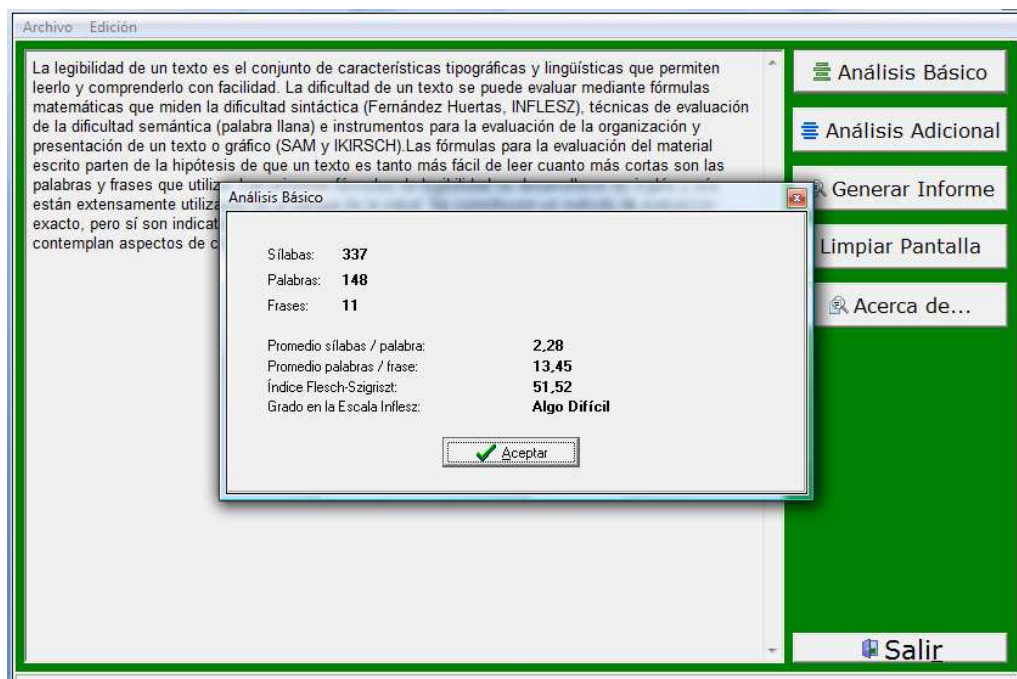 Archivo Edición
La legibilidad de un texto es el conjunto de características tipográficas y lingüísticas que permiten
leerlo y comprenderlo con facilidad. La dificultad de un texto se puede evaluar mediante fórmulas
matemáticas que miden la dificultad sintáctica (Fernández Huertas, INFLESZ), técnicas de evaluación
de la dificultad semántica (palabra llana) e instrumentos para la evaluación de la organización y
presentación de un texto o gráfico (SAM y IKIRSCH).Las fórmulas para la evaluación del material
escrito parten de la hipótesis de que un texto es tanto más fácil de leer cuanto más cortas son las
palabras y frases que
están extensamente
exacto, pero sí son
contemplan aspectos de
Análisis Básico
Sílabas: 337
Palabras: 148
Frases: 11
Promedio sílabas / palabra: 2,28
Promedio palabras / frase: 13,45
Índice Flesch-Szigriszt: 51,52
Grado en la Escala Inflesz: Algo Difícil
Aceptar
Análisis Básico
Análisis Adicional
Generar Informe
Limpiar Pantalla
Acerca de...
Salir